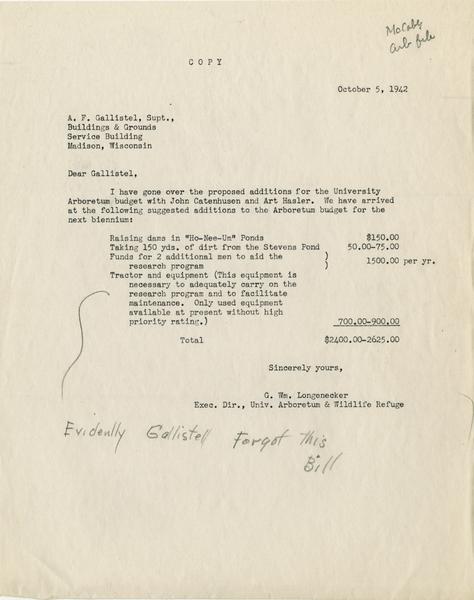 McCabe
arb file
COPY
October 5, 1942
A. F. Gallistel, Supt.,
Buildings & Grounds
Service Building
Madison, Wisconsin
Dear Gallistel,
I have gone over the proposed additions for the University
Arboretum budget with John Catenhusen and Art Hasler. We have arrived
at the following suggested additions to the Arboretum budget for the
next biennium:
Raising dams in "Ho-Nee-Um" Ponds $150.00
Taking 150 yds. of dirt from the Stevens Pond 50.00-75.00
Funds for 2 additional men to aid the )
research program ) 1500.00 per yr.
Tractor and equipment (This equipment is
necessary to adequately carry on the
research program and to facilitate
maintenance. Only used equipment
available at present without high
priority rating.) 700.00-900.00
Total $2400.00-2625.00
Sincerely yours,
G. Wm. Longenecker
Exec. Dir., Univ. Arboretum & Wildlife Refuge
Evidently Gallistell Forgot this
Bill